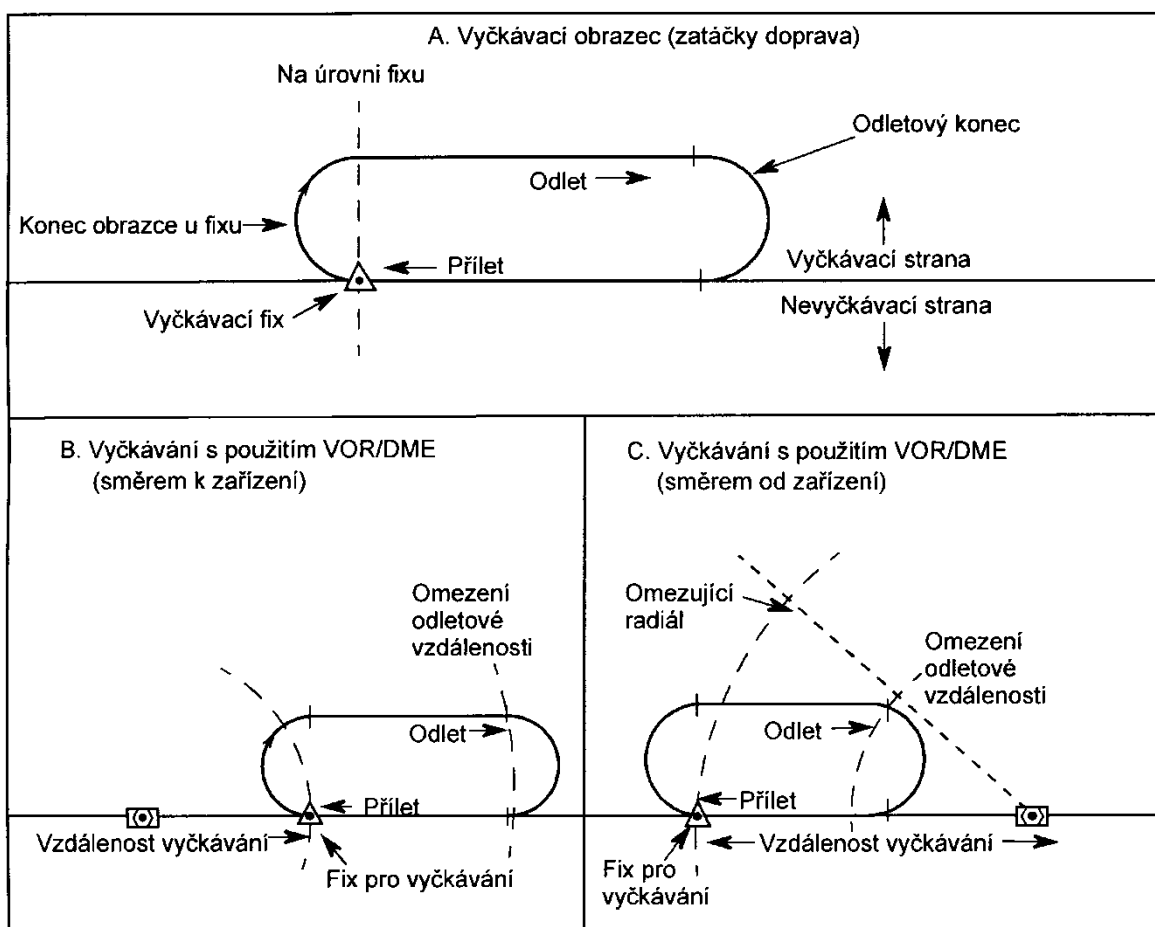 A. Vyčkávací obrazec (zatáčky doprava)
Na úrovni fixu
Odletový konec
Odlet
Konec obrazce u fixu
Přílet
Vyčkávací strana
Vyčkávací fix
Nevyčkávací strana
B. Vyčkávání s použitím VOR/DME
(směrem k zařízení)
Omezení
odletové
vzdálenosti
Odlet
Přílet
Vzdálenost vyčkávání
Fix pro vyčkávání
C. Vyčkávání s použitím VOR/DME
(směrem od zařízení)
Omezující
radiál
Omezení
odletové
vzdálenosti
Odlet
Přílet
Vzdálenost vyčkávání
Fix pro
vyčkávání